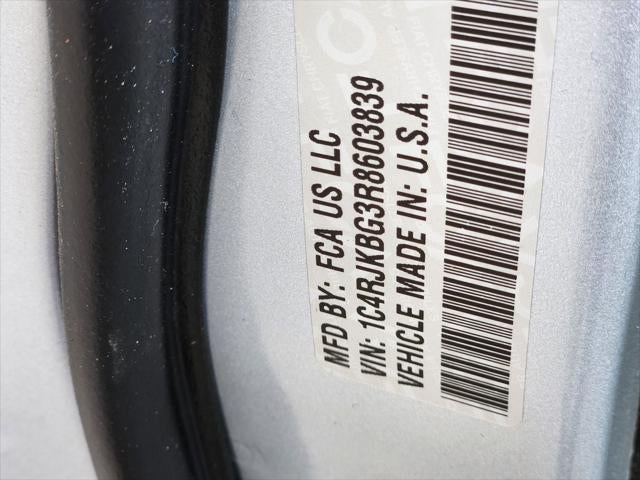 MFD BY: FCA US LLC
VIN: 1C4RJKBG3R8603839
VEHICLE MADE IN: U.S.A.